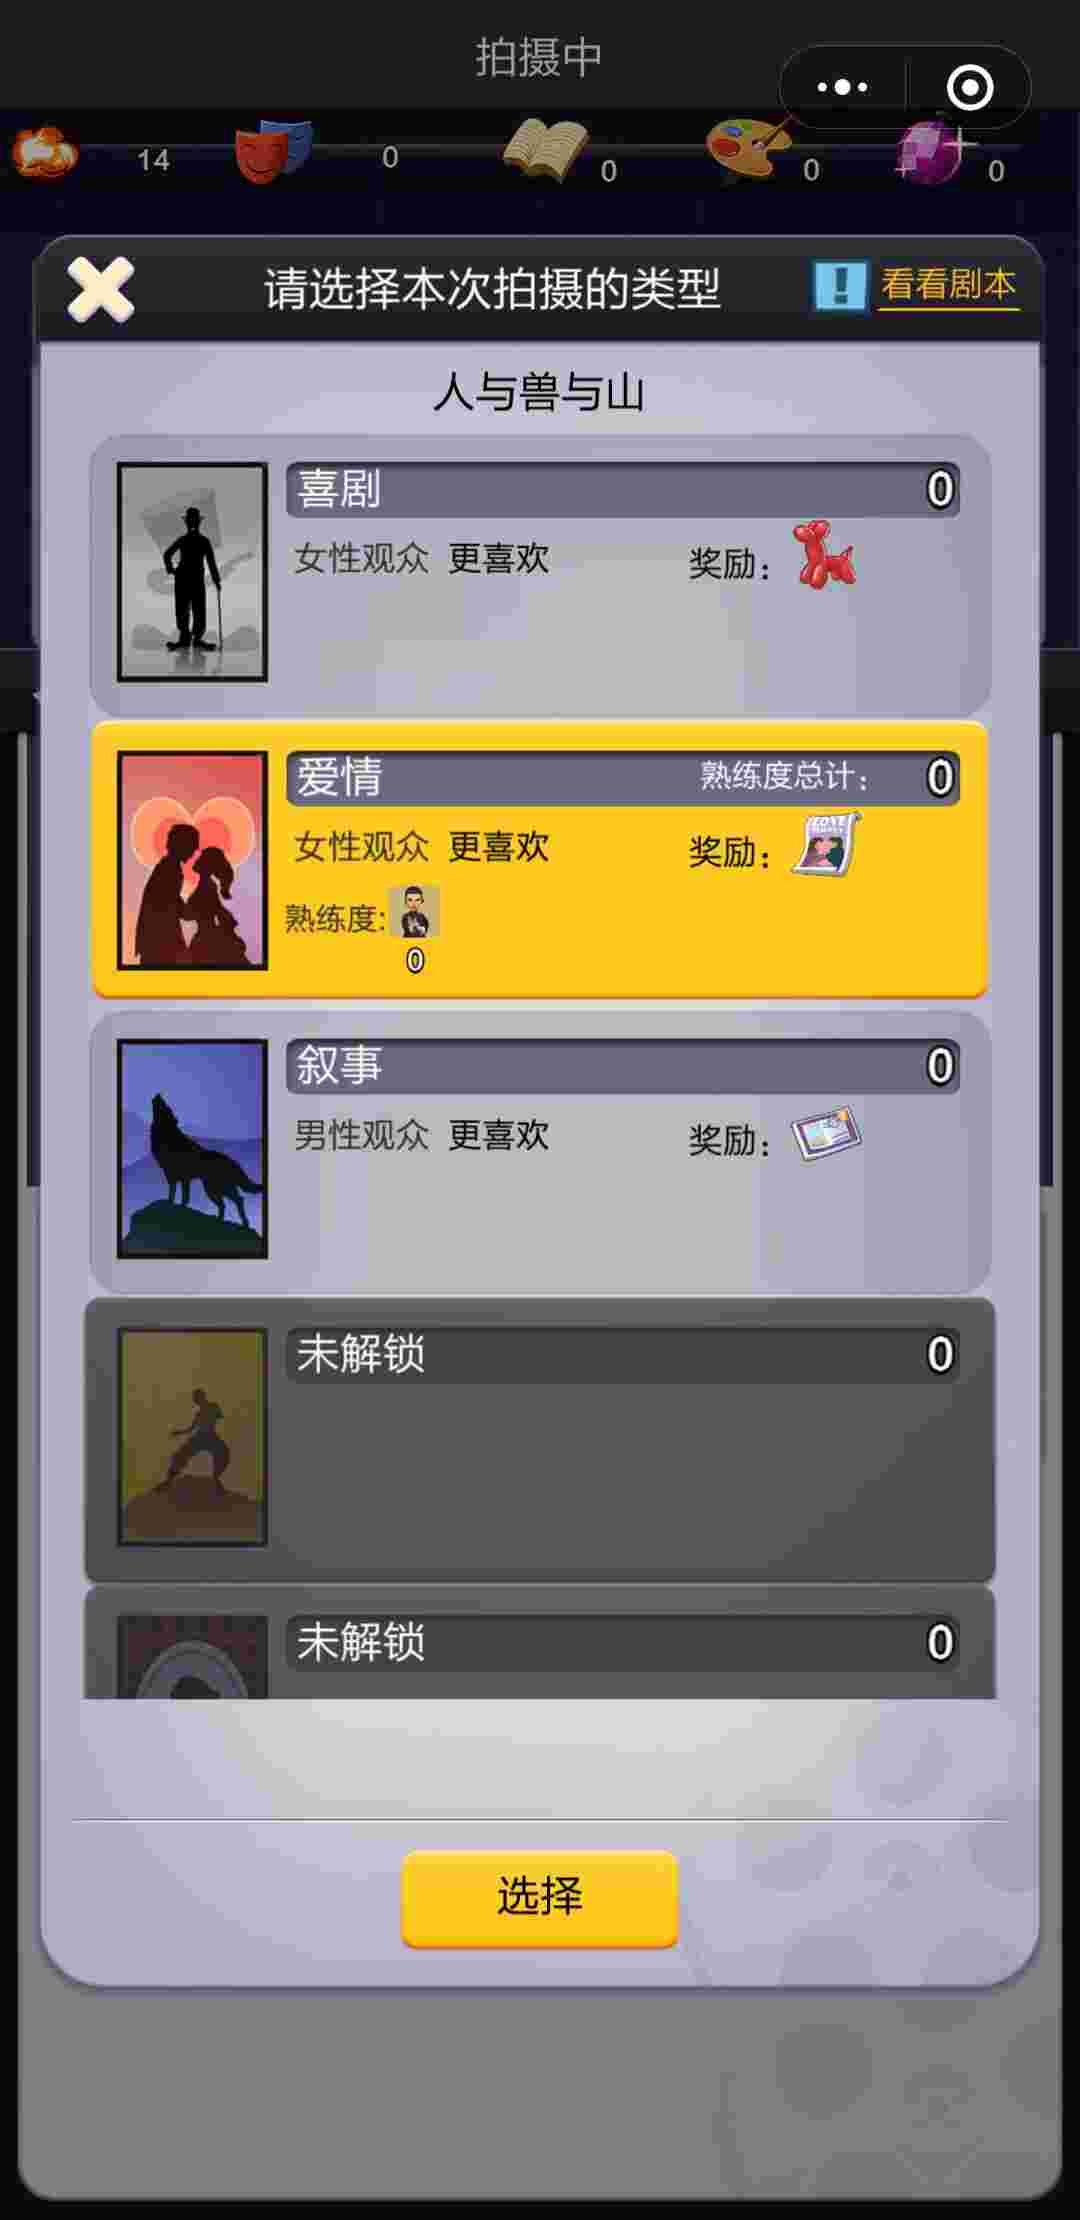 拍摄中
14
0
0
0
0
请选择本次拍摄的类型
看看剧本
人与兽与山
喜剧 0
女性观众 更喜欢 奖励：
爱情 熟练度总计： 0
女性观众 更喜欢 奖励：
LOVE
熟练度:
0
叙事 0
男性观众 更喜欢 奖励：
未解锁 0
未解锁 0
选择